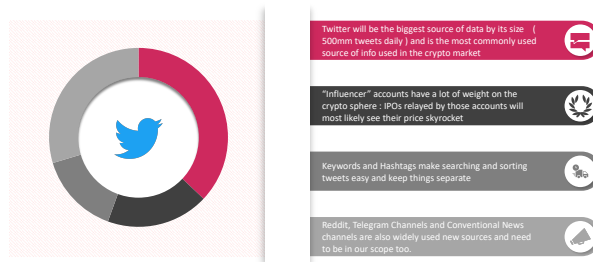 Twitter will be the biggest source of data by its size  (
500mm tweets daily ) and is the most commonly used
source of info used in the crypto market
“Influencer” accounts have a lot of weight on the
crypto sphere : IPOs relayed by those accounts will
most likely see their price skyrocket
Keywords and Hashtags make searching and sorting
tweets easy and keep things separate
Reddit, Telegram Channels and Conventional News
channels are also widely used new sources and need
to be in our scope too.